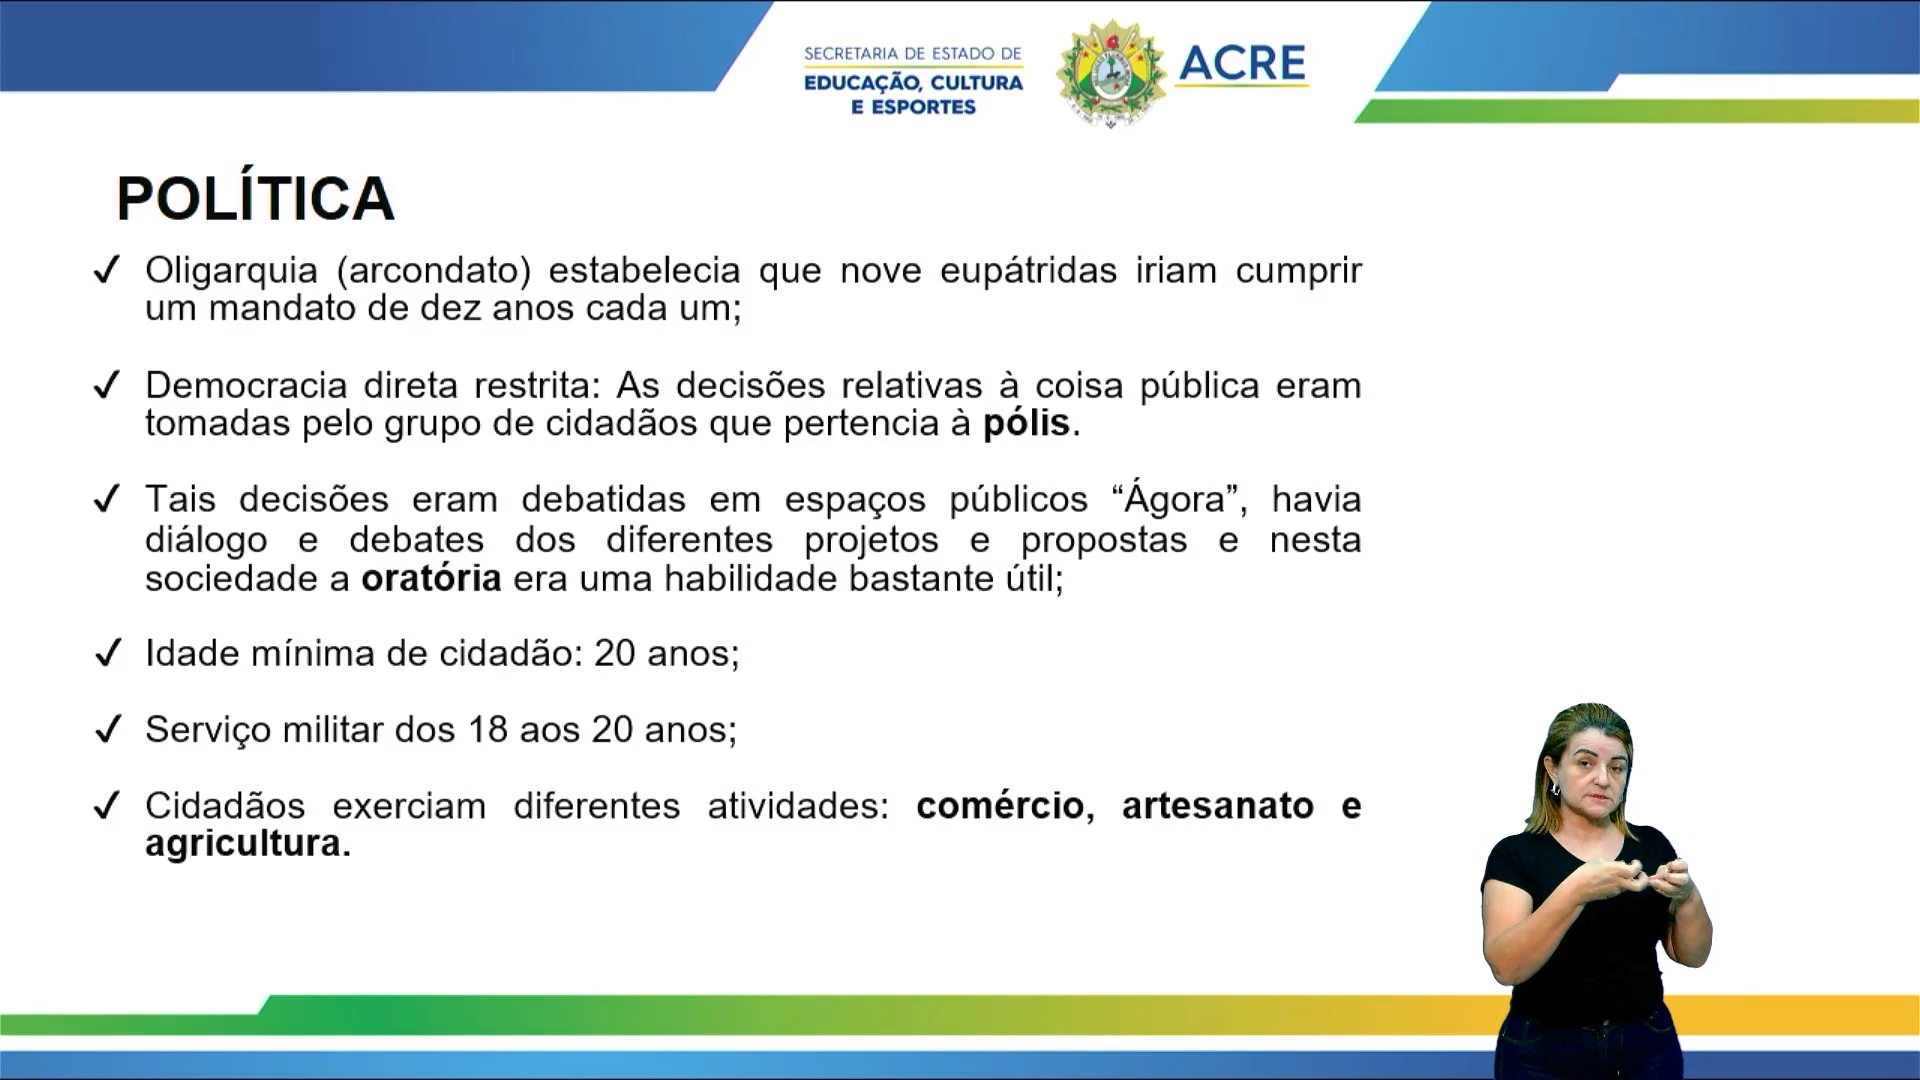 SECRETARIA DE ESTADO DE
EDUCAÇÃO, CULTURA
E ESPORTES
ACRE
POLÍTICA
✓ Oligarquia (arcondato) estabelecia que nove eupátridas iriam cumprir
um mandato de dez anos cada um;
✓ Democracia direta restrita: As decisões relativas à coisa pública eram
tomadas pelo grupo de cidadãos que pertencia à pólis.
✓ Tais decisões eram debatidas em espaços públicos “Ágora”, havia
diálogo e debates dos diferentes projetos e propostas e nesta
sociedade a oratória era uma habilidade bastante útil;
✓ Idade mínima de cidadão: 20 anos;
✓ Serviço militar dos 18 aos 20 anos;
✓ Cidadãos exerciam diferentes atividades: comércio, artesanato e
agricultura.